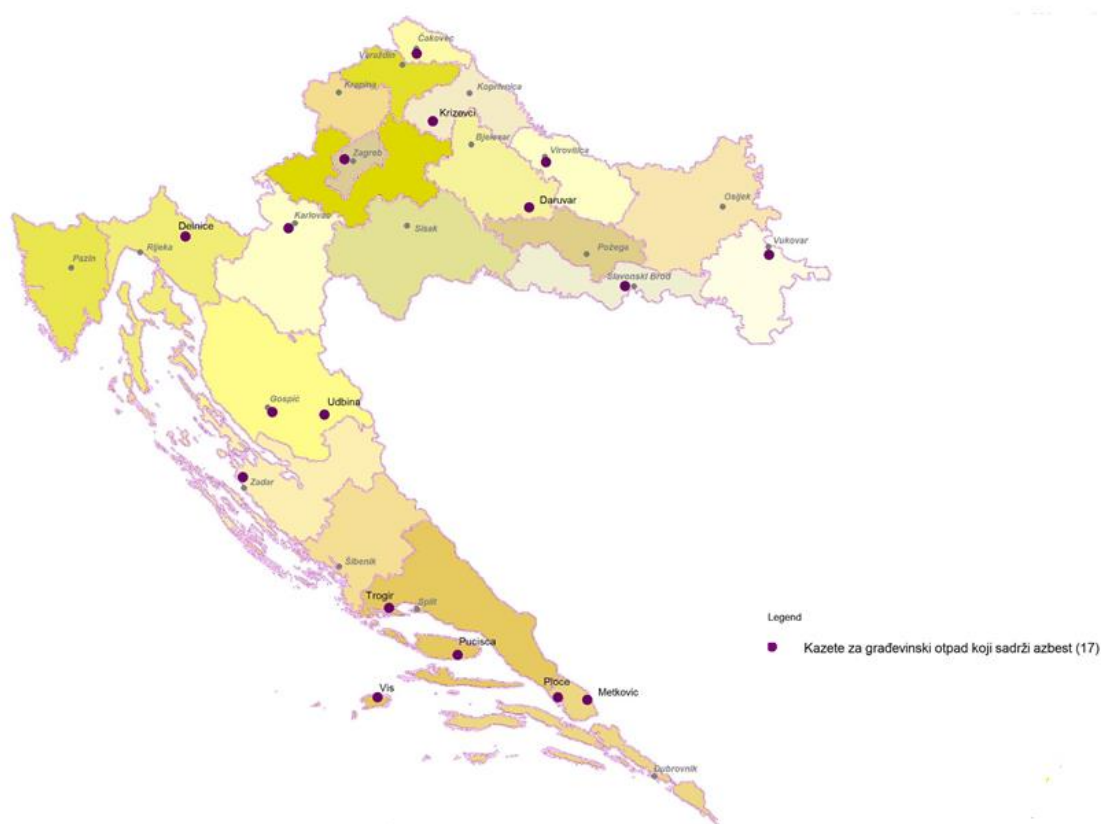 Čakovec
Varaždin
Krapina
Koprivnica
Krizevci
Bjelovar
Zagreb
Virovitica
Daruvar
Osijek
Karlovac
Delnice
Sisak
Rijeka
Pazin
Požega
Vukovar
Slavonski Brod
Gospić
Udbina
Zadar
Šibenik
Trogir
Split
Pucisca
Vis
Ploce
Metkovic
Dubrovnik
Legend
Kazete za građevinski otpad koji sadrži azbest (17)